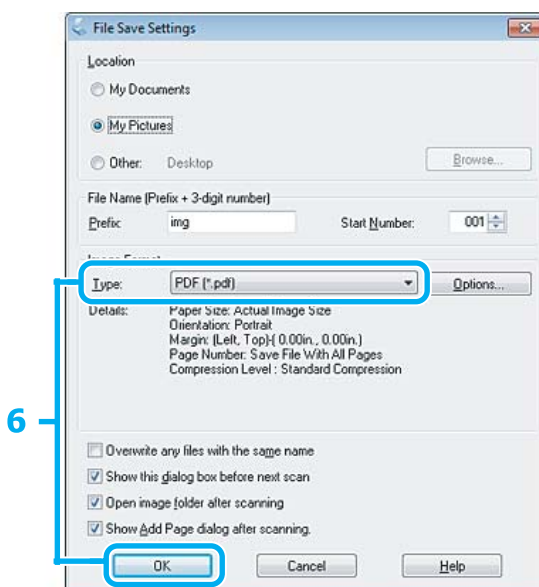 File Save Settings
Location
My Documents
My Pictures
Other: Desktop Browse...
File Name (Prefix + 3-digit number)
Prefix: img Start Number: 001
Image Format
Type: PDF (*.pdf) Options...
Details: Paper Size: Actual Image Size
Orientation: Portrait
Margin: (Left, Top)( 0.00in., 0.00in.)
Page Number: Save File With All Pages
Compression Level : Standard Compression
6
Overwrite any files with the same name
Show this dialog box before next scan
Open image folder after scanning
Show Add Page dialog after scanning.
OK Cancel Help